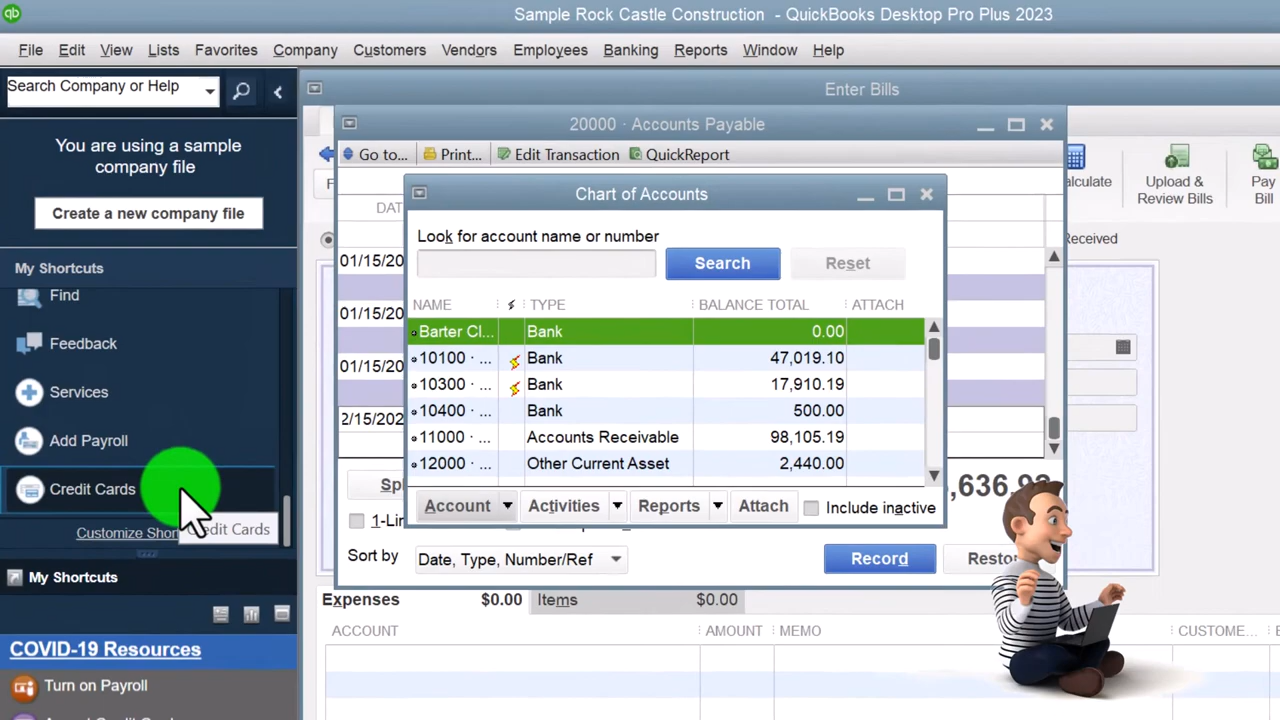 qb
Sample Rock Castle Construction - QuickBooks Desktop Pro Plus 2023
File Edit View Lists Favorites Company Customers Vendors Employees Banking Reports Window Help
Search Company or Help
You are using a sample
company file
Create a new company file
My Shortcuts
Find
Feedback
Services
Add Payroll
Credit Cards
Customize
Credit Cards
My Shortcuts
COVID-19 Resources
Turn on Payroll
Enter Bills
20000 · Accounts Payable
Go to... Print... Edit Transaction QuickReport
Calculate
Upload &
Review Bills
Pay
Bill
Received
Chart of Accounts
Look for account name or number
Search Reset
NAME TYPE BALANCE TOTAL ATTACH
Barter Cl... Bank 0.00
10100 · ... Bank 47,019.10
10300 · ... Bank 17,910.19
10400 · ... Bank 500.00
11000 · ... Accounts Receivable 98,105.19
12000 · ... Other Current Asset 2,440.00
Account Activities Reports Attach Include inactive
01/15/20
01/15/20
01/15/20
2/15/202
Sort by Date, Type, Number/Ref Record
Expenses $0.00 Items $0.00
ACCOUNT AMOUNT MEMO CUSTOME...